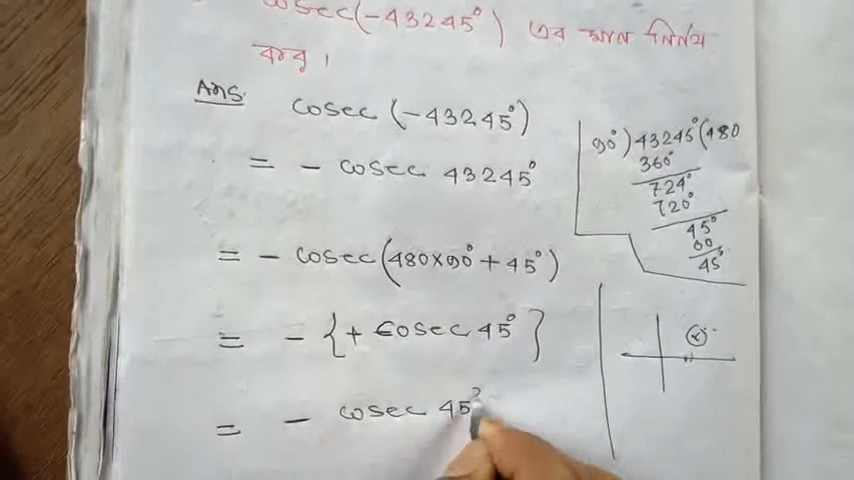 cosec(-43245°) এর মান নির্ণয়
কর ।
Ans.
cosec (-43245°)
= - cosec 43245°
= - cosec(480×90°+45°)
= - {+ cosec 45°}
= - cosec 45°
90°) 43245° (480
360°
724°
720°
45°
00
45°